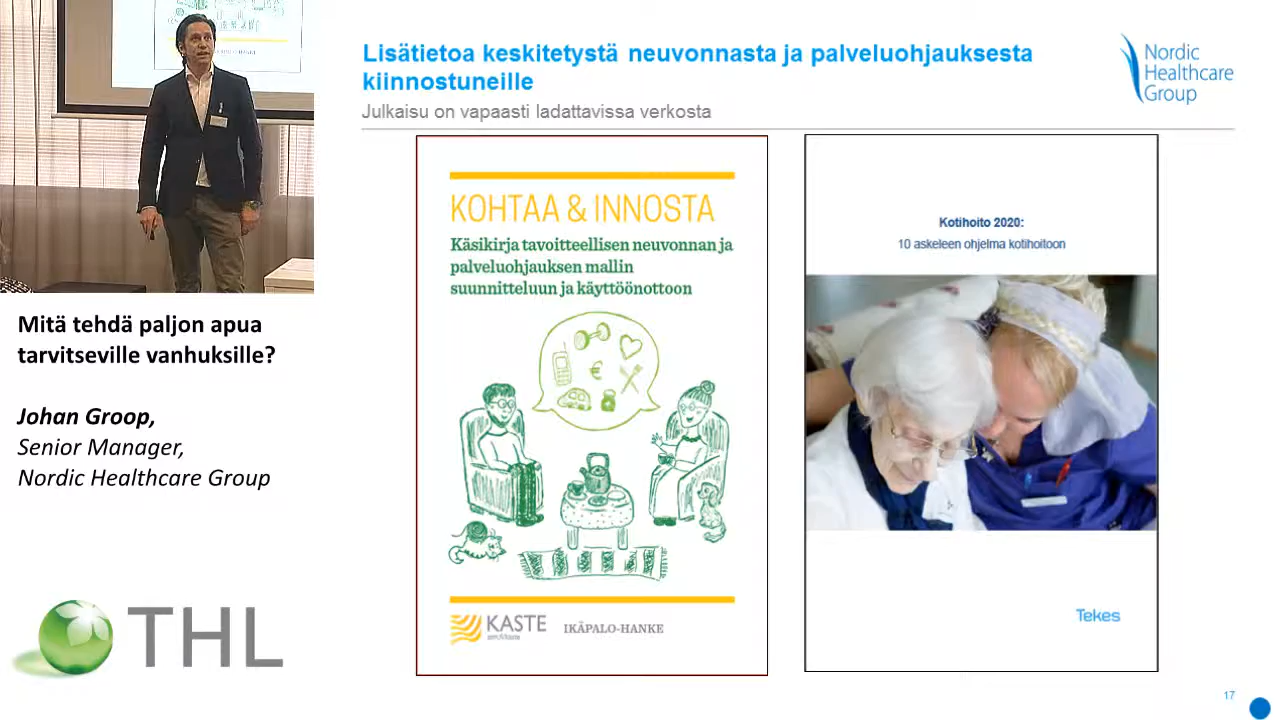 Lisätietoa keskitetystä neuvonnasta ja palveluohjauksesta
kiinnostuneille
Julkaisu on vapaasti ladattavissa verkosta
Nordic
Healthcare
Group
KOHTAA & INNOSTA
Käsikirja tavoitteellisen neuvonnan ja
palveluohjauksen mallin
suunnitteluun ja käyttöönottoon
KASTE
IKÄPALO-HANKE
Kotihoito 2020:
10 askeleen ohjelma kotihoitoon
Tekes
Mitä tehdä paljon apua
tarvitseville vanhuksille?
Johan Groop,
Senior Manager,
Nordic Healthcare Group
THL
17